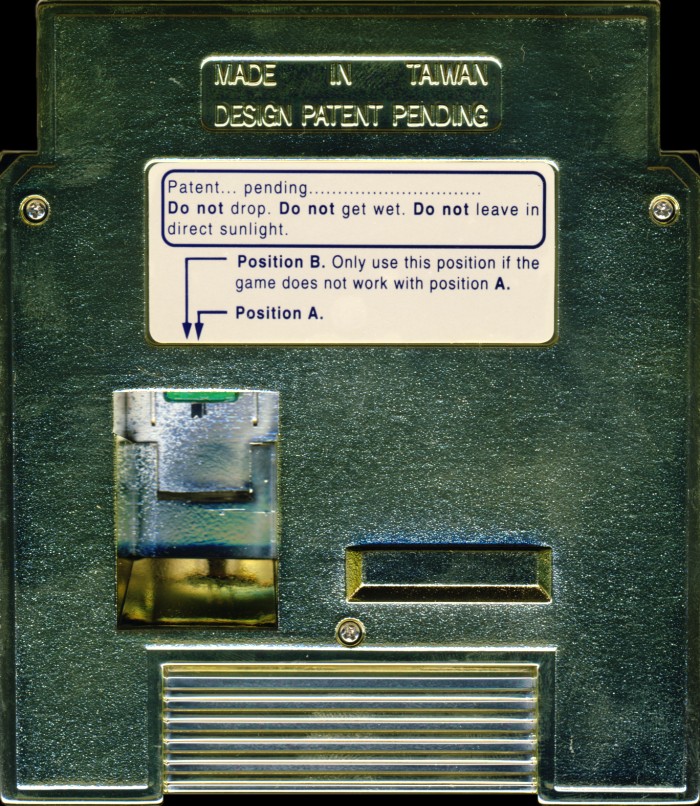 MADE IN TAIWAN
DESIGN PATENT PENDING
Patent... pending..............................
Do not drop. Do not get wet. Do not leave in
direct sunlight.
Position B. Only use this position if the
game does not work with position A.
Position A.